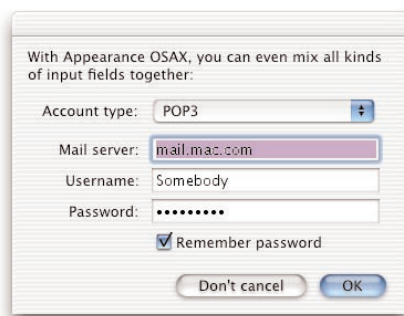 With Appearance OSAX, you can even mix all kinds
of input fields together:
Account type: POP3
Mail server: mail.mac.com
Username: Somebody
Password: •••••••••
Remember password
Don't cancel OK